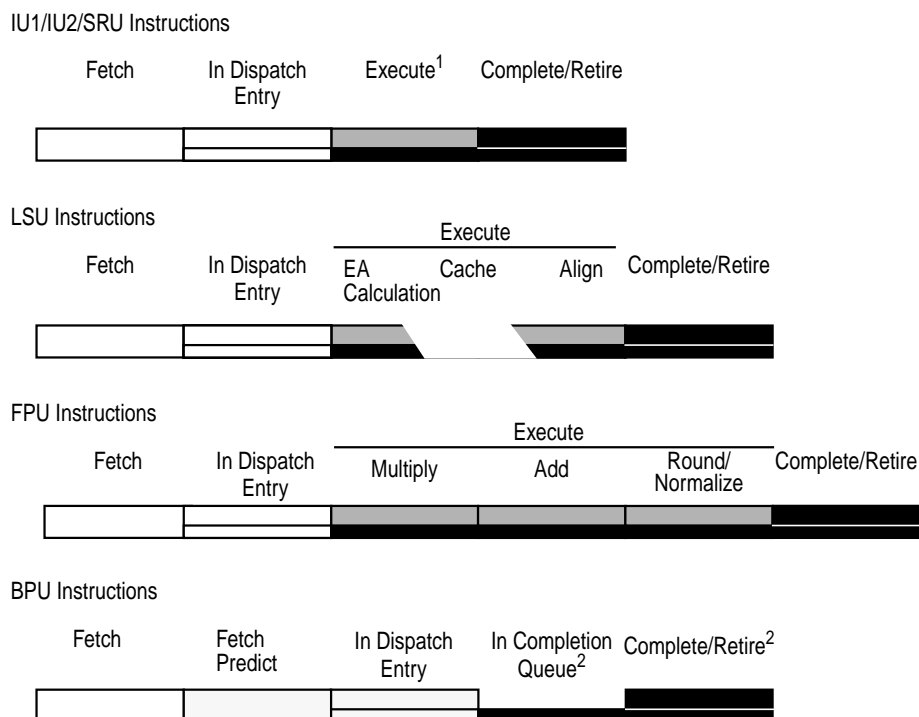 IU1/IU2/SRU Instructions
Fetch In Dispatch Execute1 Complete/Retire
Entry
LSU Instructions
Execute
Fetch In Dispatch EA Cache Align Complete/Retire
Entry Calculation
FPU Instructions
Execute
Fetch In Dispatch Multiply Add Round/ Complete/Retire
Entry Normalize
BPU Instructions
Fetch Fetch In Dispatch In Completion Complete/Retire2
Predict Entry Queue2